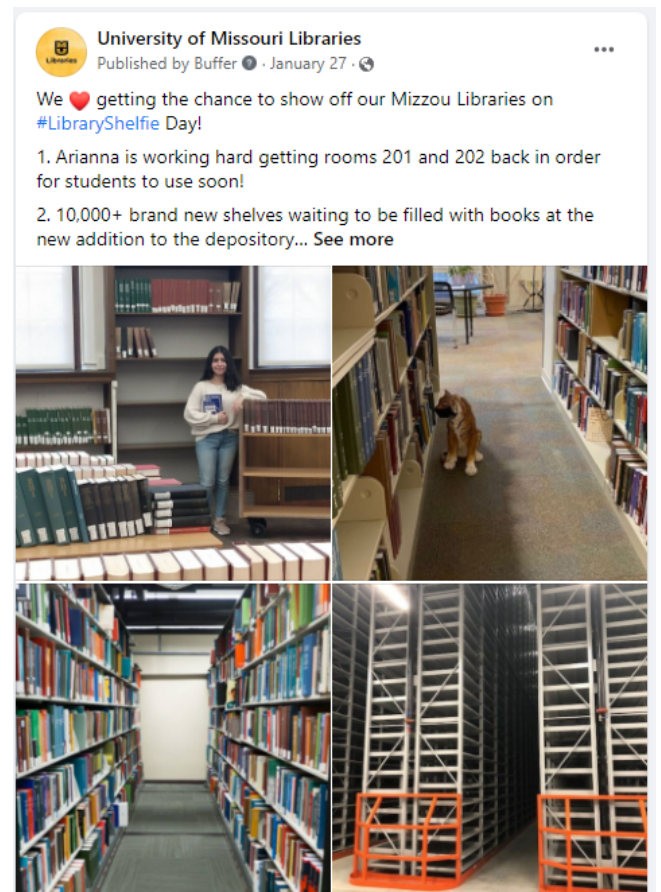 Libraries
University of Missouri Libraries
Published by Buffer · January 27 ·
We ❤️ getting the chance to show off our Mizzou Libraries on
#LibraryShelfie Day!
1. Arianna is working hard getting rooms 201 and 202 back in order
for students to use soon!
2. 10,000+ brand new shelves waiting to be filled with books at the
new addition to the depository... See more